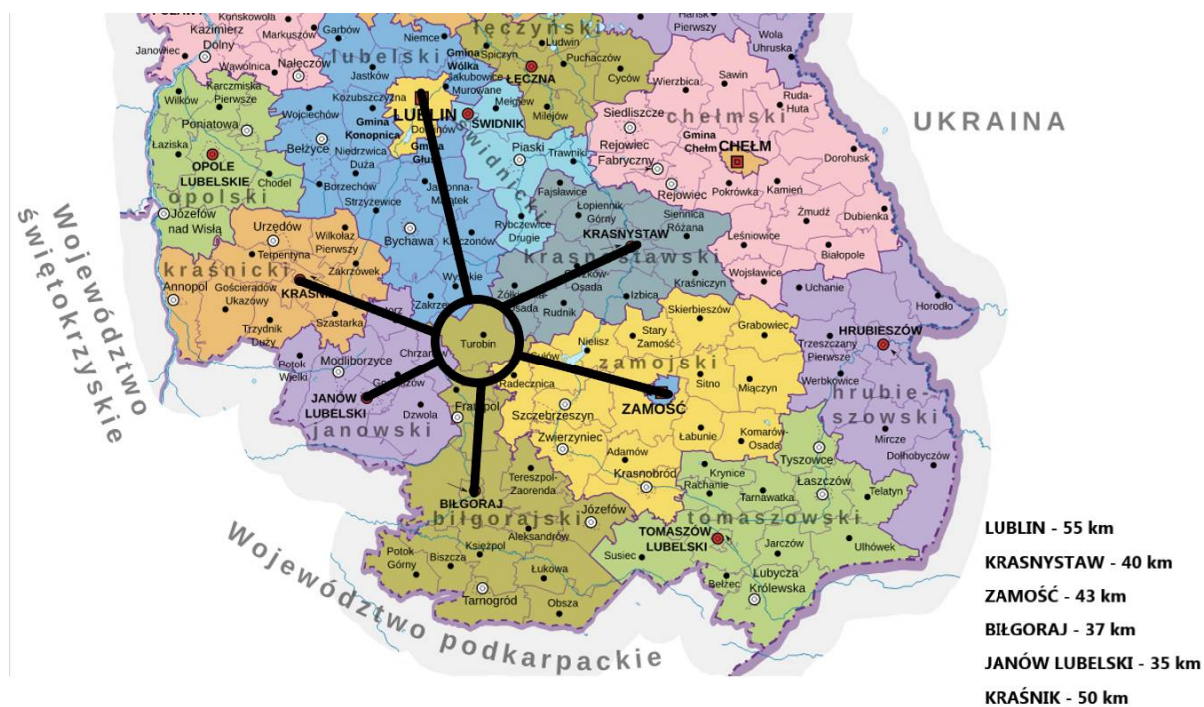 Końskowola
Kazimierz
Dolny
Markuszów
Garbów
Niemce
Janowiec
Wąwolnica
Nałęczów
lubelski
Jastków
Gmina
Wólka
Jakubowice
Murowane
łęczyński
Spiczyn
Ludwin
Puchaczów
ŁĘCZNA
Cyców
Milejów
Hańsk
Pierwszy
Wola
Uhruska
Wierzbica
Sawin
Ruda-
Huta
Siedliszcze
chełmski
Rejowiec
Fabryczny
Gmina
Chełm
CHEŁM
Dorohusk
Rejowiec
Pokrówka
Kamień
Żmudź
Dubienka
Leśniowice
Białopole
Wojsławice
UKRAINA
Karczmiska
Pierwsze
Wilków
Poniatowa
Łaziska
OPOLE
LUBELSKIE
Chodel
opolski
Józefów
nad Wisłą
Kozubszczyzna
Wojciechów
LUBLIN
Gmina
Konopnica
Bełżyce
Niedrzwica
Duża
Gmina
Borzechów
Strzyżewice
Bychawa
ŚWIDNIK
Mełgiew
świdnicki
Piaski
Trawniki
Rybczewice
Drugie
Fajsławice
Łopiennik
Górny
Siennica
Różana
KRASNYSTAW
krasnystawski
Osada
Kraśniczyn
Izbica
Rudnik
Województwo
świętokrzyskie
Urzędów
Wilkołaz
Pierwszy
Terpentyna
Zakrzówek
kraśnicki
Annopol
Gościeradów
Ukazowy
Szastarka
Trzydnik
Duży
Turobin
Potok
Wielki
Modliborzyce
JANÓW
LUBELSKI
janowski
Dzwola
Radecznica
Nielisz
Stary
Zamość
Skierbieszów
Grabowiec
zamojski
Sitno
Miączyn
ZAMOŚĆ
Szczebrzeszyn
Zwierzyniec
Łabunie
Komarów-
Osada
Adamów
Krasnobród
Uchanie
Horodło
HRUBIESZÓW
Trzeszczany
Pierwsze
Werbkowice
hrubie-
szowski
Mircze
Dołhobyczów
Tereszpol-
Zaorenda
BIŁGORAJ
biłgorajski
Józefów
Aleksandrów
Potok
Górny
Biszcza
Księżpol
Łukowa
Tarnogród
Obsza
Krynice
Rachanie
Tyszowce
Łaszczów
Tarnawatka
Telatyn
tomaszowski
TOMASZÓW
LUBELSKI
Susiec
Jarczów
Ulhówek
Bełżec
Lubycza
Królewska
Województwo podkarpackie
LUBLIN - 55 km
KRASNYSTAW - 40 km
ZAMOŚĆ - 43 km
BIŁGORAJ - 37 km
JANÓW LUBELSKI - 35 km
KRAŚNIK - 50 km